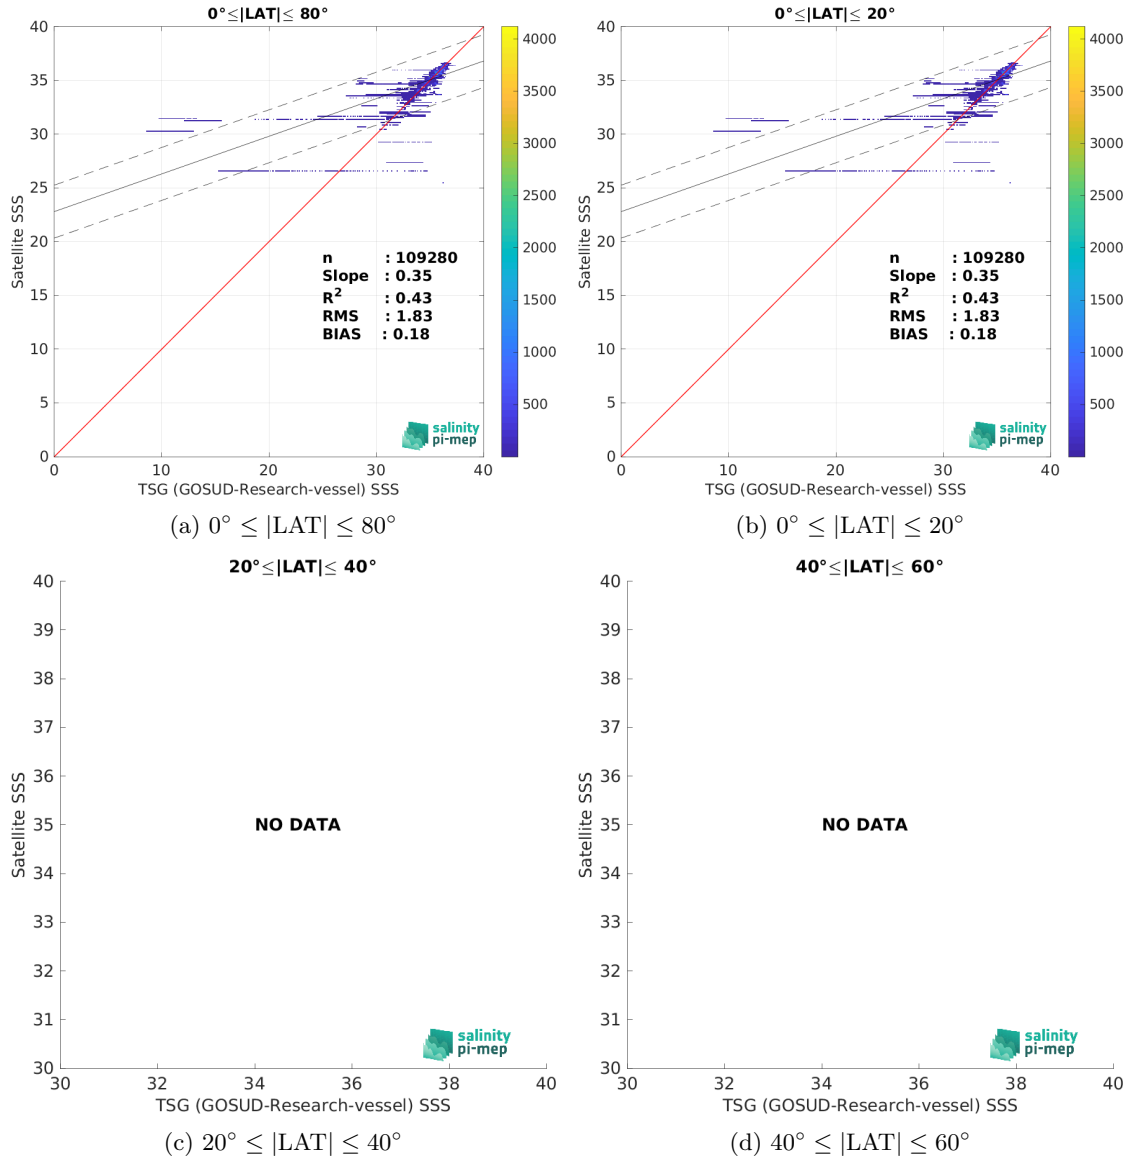 0°≤|LAT|≤ 80°
40
35
30
25
20
15
10
5
0
Satellite SSS
n : 109280
Slope : 0.35
R² : 0.43
RMS : 1.83
BIAS : 0.18
salinity
pi-mep
0 10 20 30 40
TSG (GOSUD-Research-vessel) SSS
4000
3500
3000
2500
2000
1500
1000
500
(a) 0° ≤ |LAT| ≤ 80°
0°≤|LAT|≤ 20°
40
35
30
25
20
15
10
5
0
Satellite SSS
n : 109280
Slope : 0.35
R² : 0.43
RMS : 1.83
BIAS : 0.18
salinity
pi-mep
0 10 20 30 40
TSG (GOSUD-Research-vessel) SSS
4000
3500
3000
2500
2000
1500
1000
500
(b) 0° ≤ |LAT| ≤ 20°
20°≤|LAT|≤ 40°
40
39
38
37
36
35
34
33
32
31
30
Satellite SSS
NO DATA
salinity
pi-mep
30 32 34 36 38 40
TSG (GOSUD-Research-vessel) SSS
(c) 20° ≤ |LAT| ≤ 40°
40°≤|LAT|≤ 60°
40
39
38
37
36
35
34
33
32
31
30
Satellite SSS
NO DATA
salinity
pi-mep
30 32 34 36 38 40
TSG (GOSUD-Research-vessel) SSS
(d) 40° ≤ |LAT| ≤ 60°